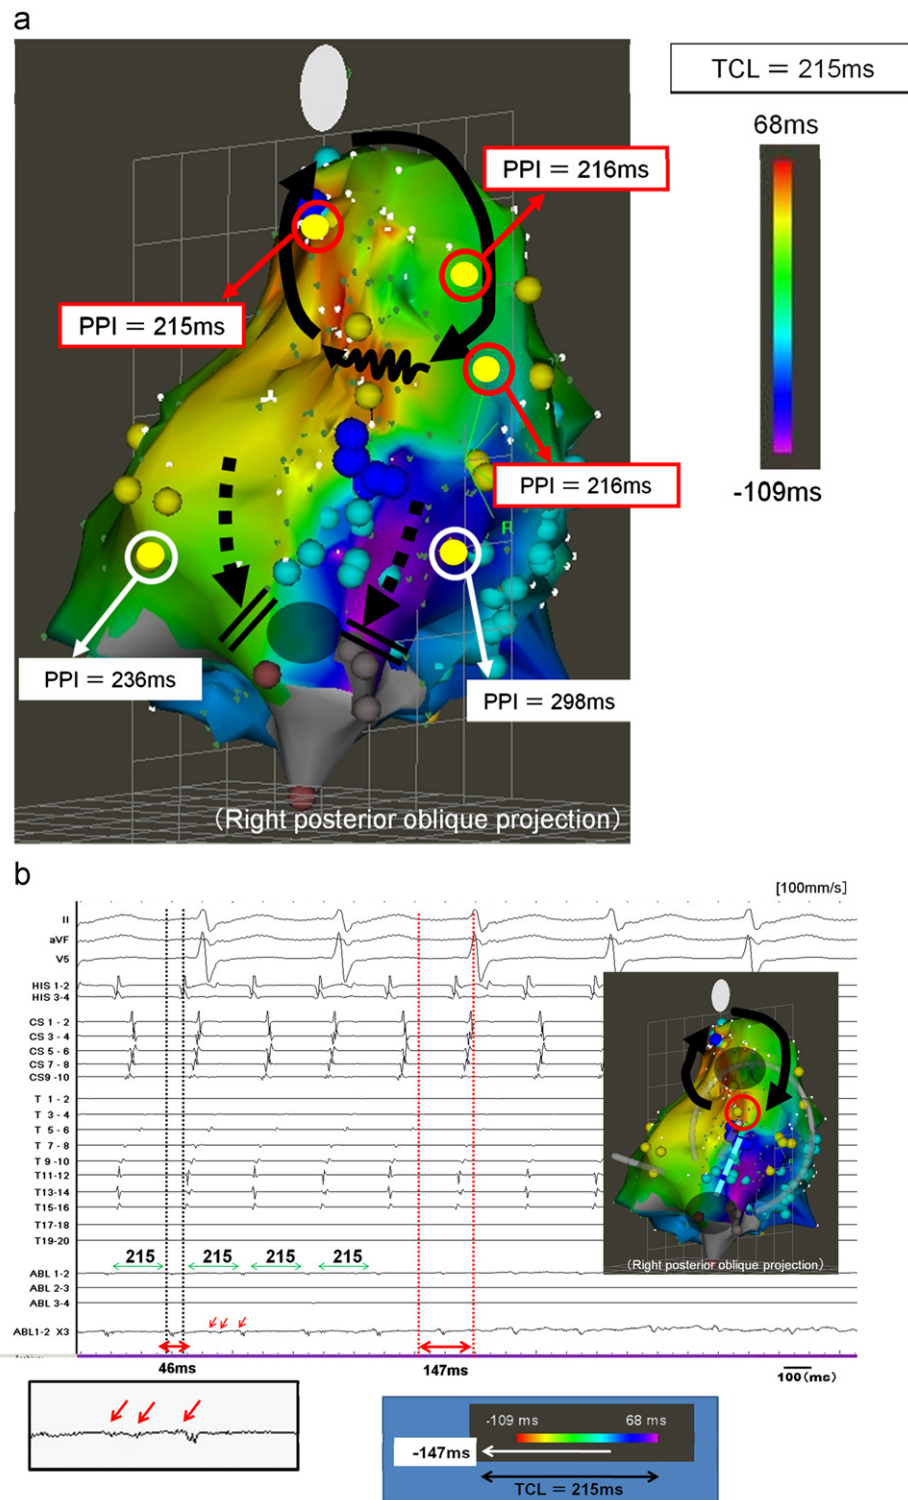 a
TCL = 215ms
68ms
-109ms
PPI = 216ms
PPI = 215ms
PPI = 216ms
R
PPI = 236ms
PPI = 298ms
(Right posterior oblique projection)
b
[100mm/s]
II
aVF
V5
HIS 1-2
HIS 3-4
CS 1 - 2
CS 3 - 4
CS 5 - 6
CS 7 - 8
CS9 -10
T 1 - 2
T 3 - 4
T 5 - 6
T 7 - 8
T 9 -10
T11-12
T13-14
T15-16
T17-18
T19-20
215 215 215 215
ABL 1-2
ABL 2-3
ABL 3-4
ABL1-2 X3
R
(Right posterior oblique projection)
46ms
147ms
100(mc)
-109 ms 68 ms
-147ms
TCL = 215ms